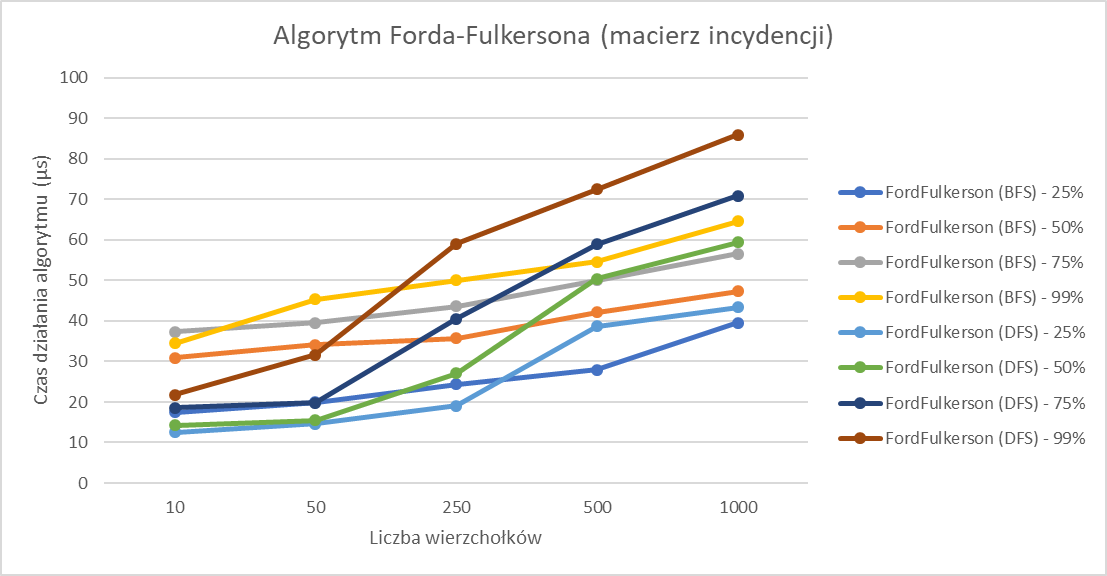 Algorytm Forda-Fulkersona (macierz incydencji)
Czas działania algorytmu (µs)
100
90
80
70
60
50
40
30
20
10
0
10 50 250 500 1000
Liczba wierzchołków
FordFulkerson (BFS) - 25%
FordFulkerson (BFS) - 50%
FordFulkerson (BFS) - 75%
FordFulkerson (BFS) - 99%
FordFulkerson (DFS) - 25%
FordFulkerson (DFS) - 50%
FordFulkerson (DFS) - 75%
FordFulkerson (DFS) - 99%